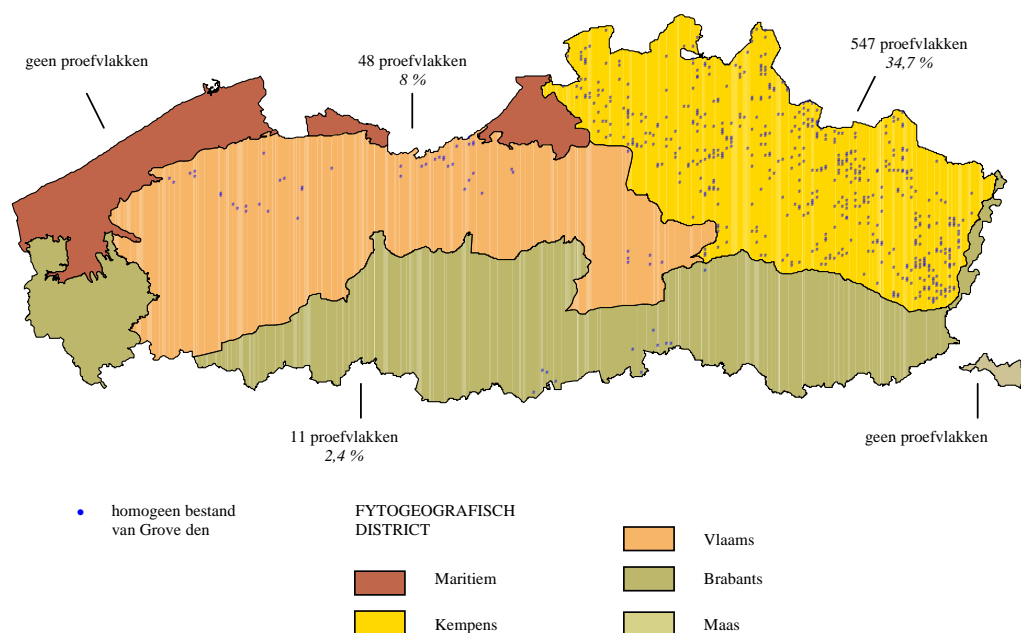 geen proefvlakken
48 proefvlakken
8 %
547 proefvlakken
34,7 %
11 proefvlakken
2,4 %
geen proefvlakken
homogeen bestand
van Grove den
FYTOGEOGRAFISCH
DISTRICT
Maritiem
Kempens
Vlaams
Brabants
Maas